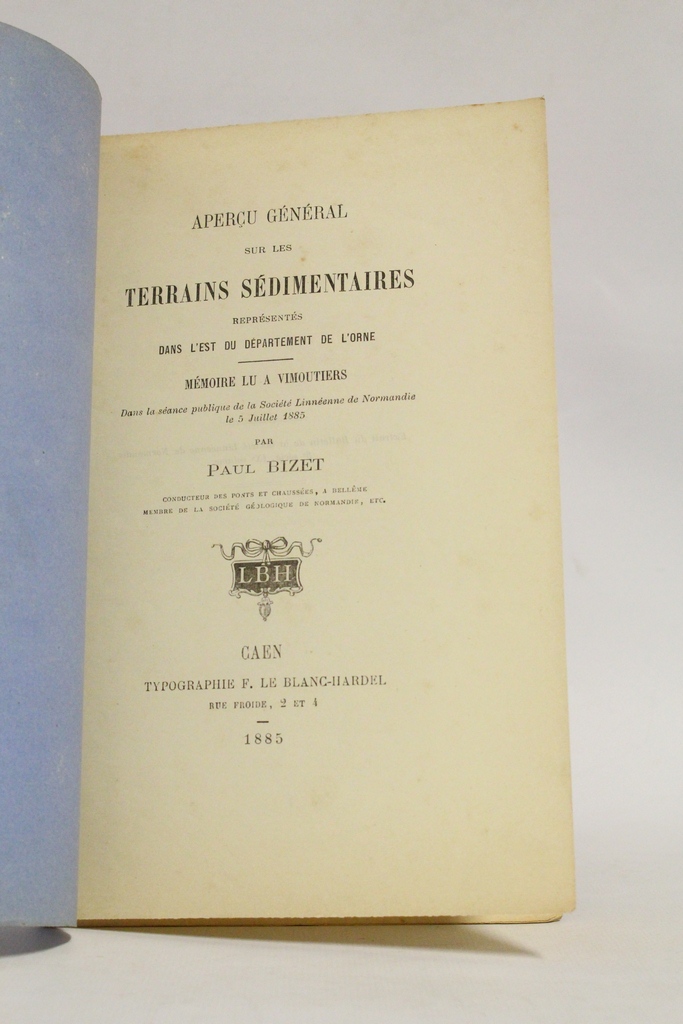 APERÇU GÉNÉRAL
SUR LES
TERRAINS SÉDIMENTAIRES
REPRÉSENTÉS
DANS L'EST DU DÉPARTEMENT DE L'ORNE
MÉMOIRE LU A VIMOUTIERS
Dans la séance publique de la Société Linnéenne de Normandie
le 5 Juillet 1885
PAR
PAUL BIZET
CONDUCTEUR DES PONTS ET CHAUSSÉES, A BELLÊME
MEMBRE DE LA SOCIÉTÉ GÉOLOGIQUE DE NORMANDIE, ETC.
LBH
CAEN
TYPOGRAPHIE F. LE BLANC-HARDEL
RUE FROIDE, 2 ET 4
1885